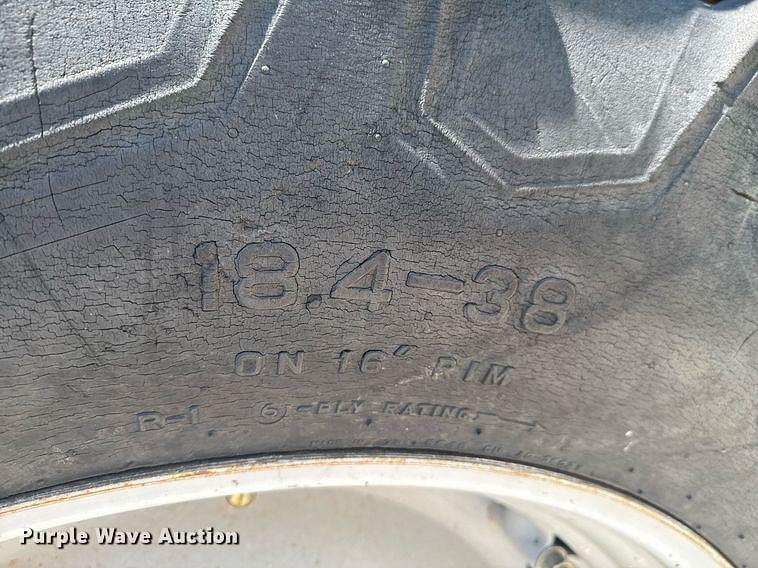 18.4-38
ON 16" RIM
R-1 6-PLY RATING
Purple Wave Auction